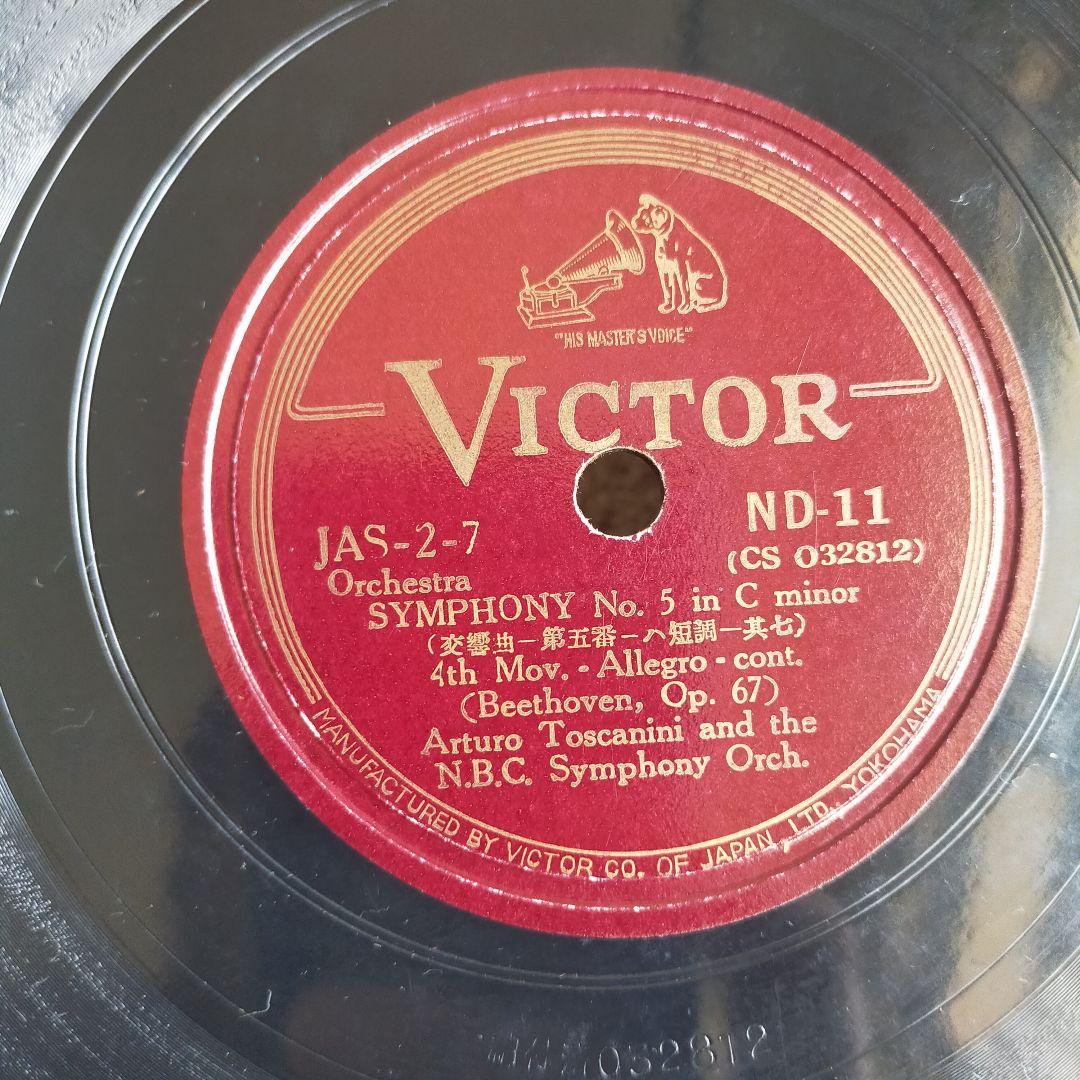 "HIS MASTER'S VOICE"
VICTOR
JAS-2-7
ND-11
Orchestra
(CS 032812)
SYMPHONY No. 5 in C minor
(交響曲—第五番—ハ短調—其七)
4th Mov. - Allegro - cont.
(Beethoven, Op. 67)
Arturo Toscanini and the
N.B.C. Symphony Orch.
MANUFACTURED BY VICTOR CO. OF JAPAN, LTD., YOKOHAMA
032812